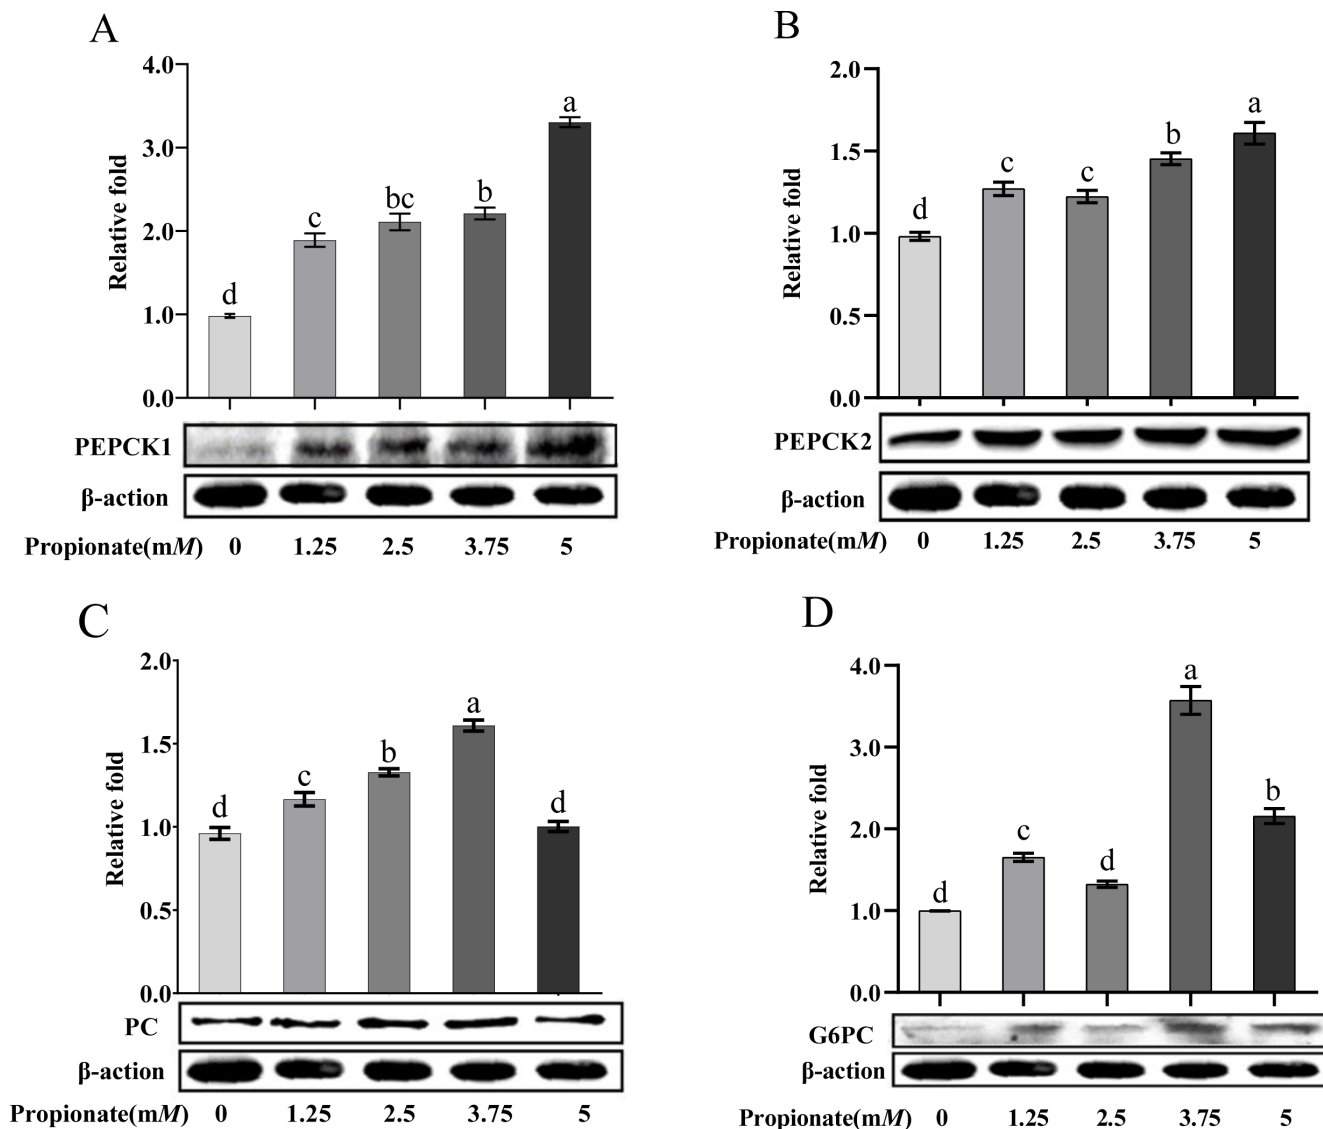 A
4.0
3.0
2.0
1.0
0.0
Relative fold
d
c
bc
b
a
PEPCK1
β-action
Propionate(mM) 0 1.25 2.5 3.75 5
B
2.0
1.5
1.0
0.5
0.0
Relative fold
d
c
c
b
a
PEPCK2
β-action
Propionate(mM) 0 1.25 2.5 3.75 5
C
2.0
1.5
1.0
0.5
0.0
Relative fold
d
c
b
a
d
PC
β-action
Propionate(mM) 0 1.25 2.5 3.75 5
D
4.0
3.0
2.0
1.0
0.0
Relative fold
d
c
d
a
b
G6PC
β-action
Propionate(mM) 0 1.25 2.5 3.75 5